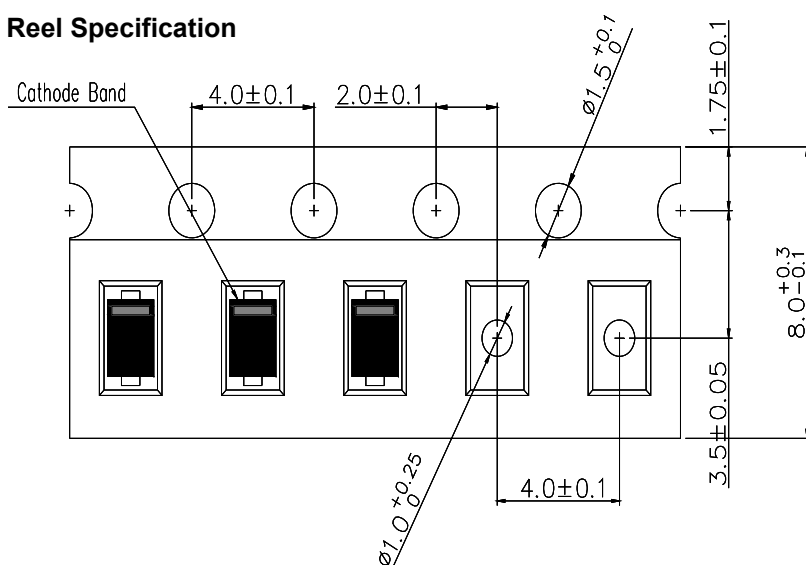 Reel Specification
Cathode Band
4.0±0.1
2.0±0.1
ø1.5 +0.1 0
1.75±0.1
8.0 +0.3 -0.1
3.5±0.05
ø1.0 +0.25 0
4.0±0.1